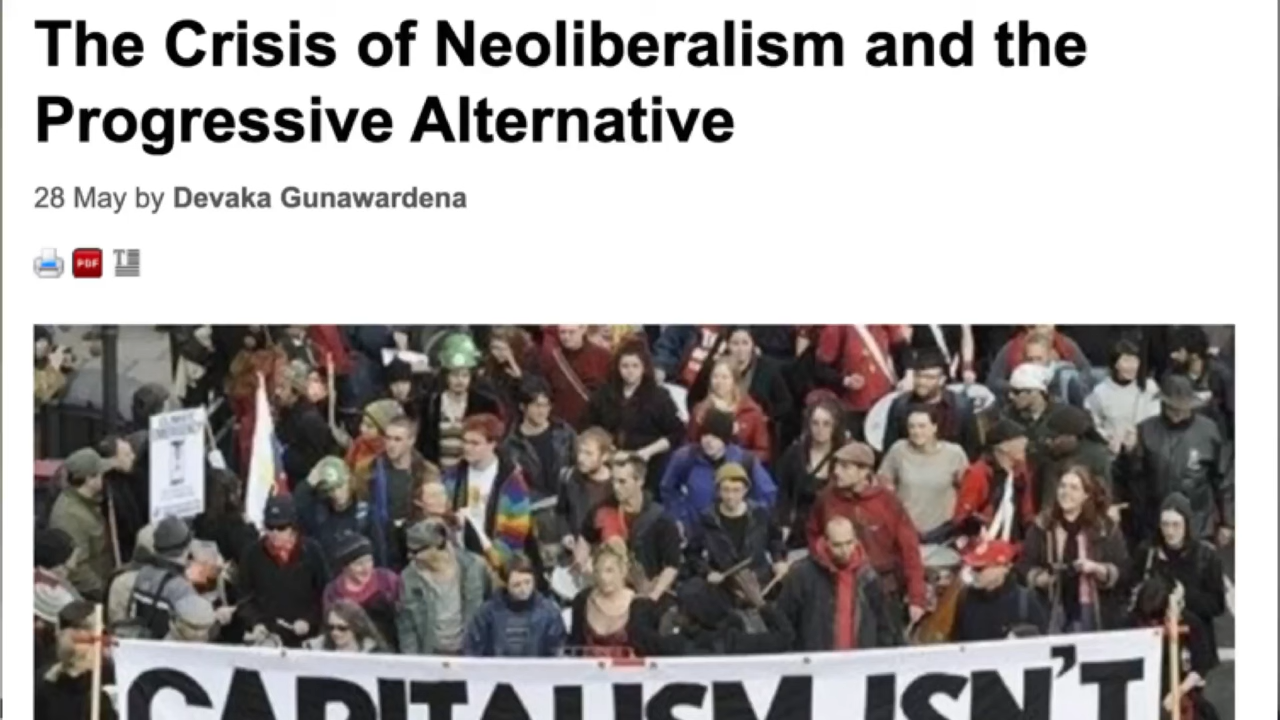 The Crisis of Neoliberalism and the
Progressive Alternative
28 May by Devaka Gunawardena
PDF
CAPITALISM ISN'T